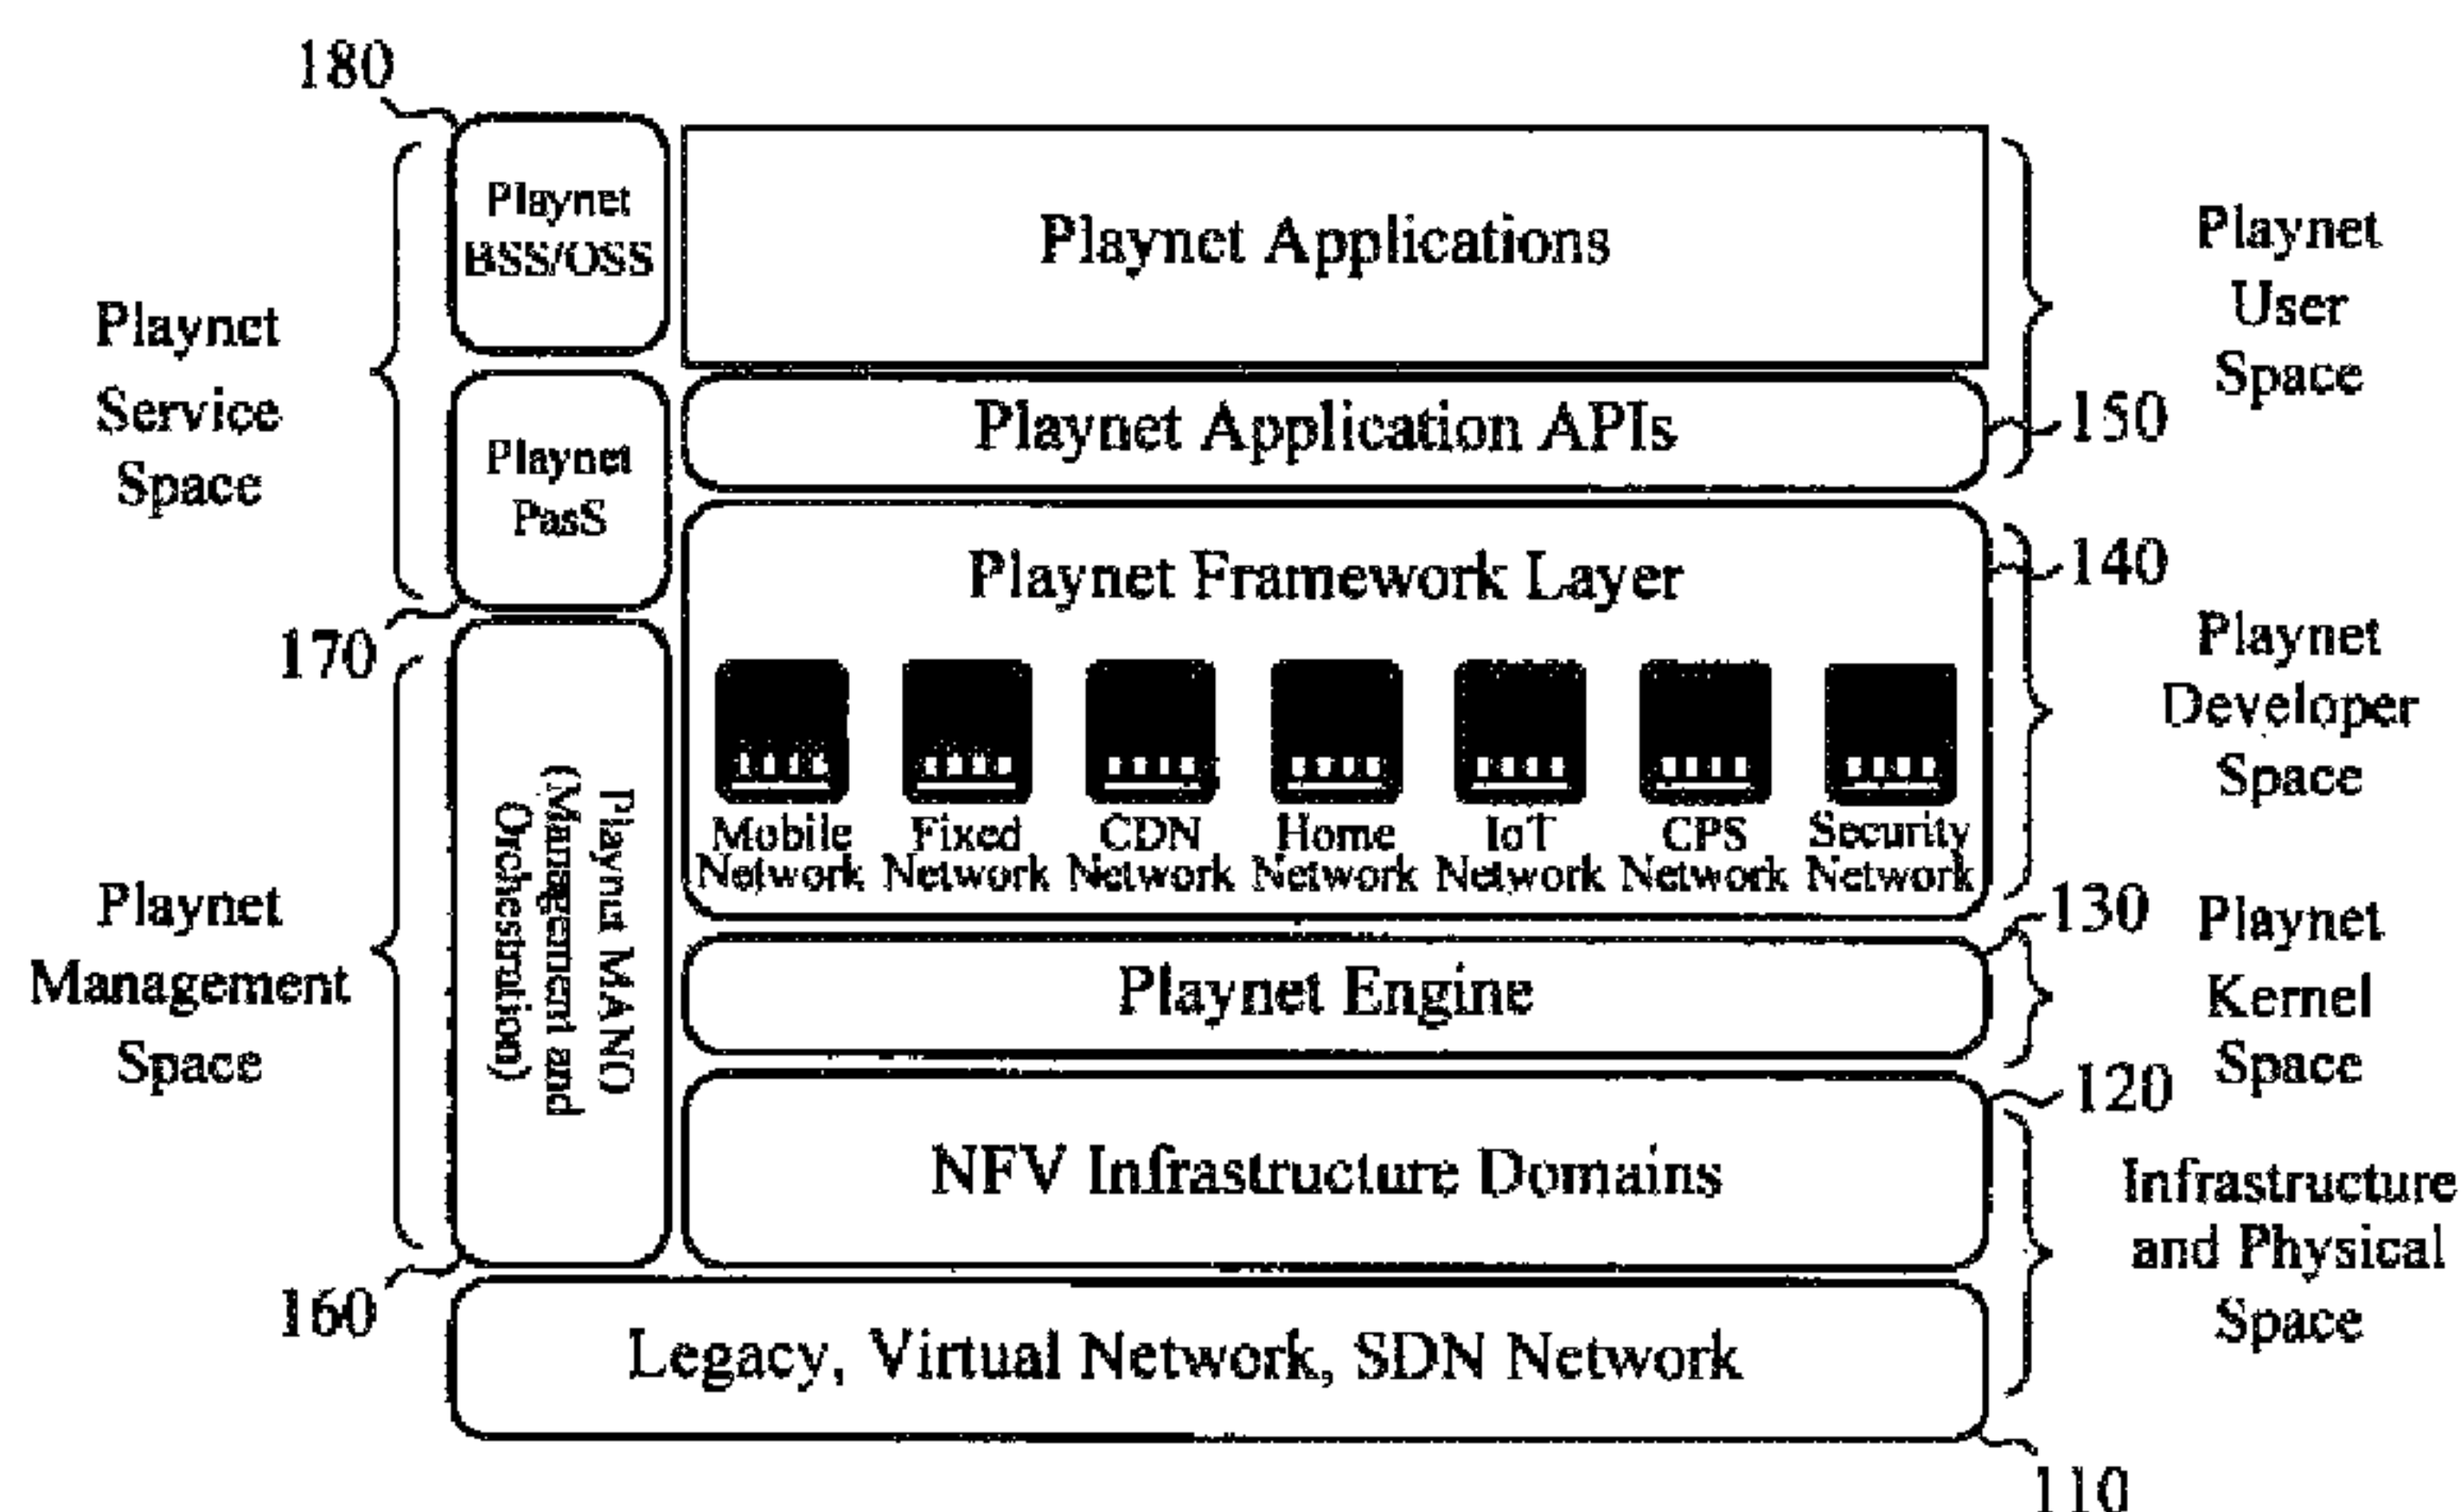 180
Playnet
BSS/OSS
Playnet Applications
Playnet
User
Space
Playnet
Service
Space
Playnet
PasS
Playnet Application APIs
150
170
Playnet Framework Layer
140
Playnet
Developer
Space
Mobile
Network
Fixed
Network
CDN
Network
Home
Network
IoT
Network
CPS
Network
Security
Network
Playnet
Management
Space
Playnet MANO
(Management and
Orchestration)
130
Playnet Engine
Playnet
Kernel
Space
120
NFV Infrastructure Domains
Infrastructure
and Physical
Space
160
Legacy, Virtual Network, SDN Network
110